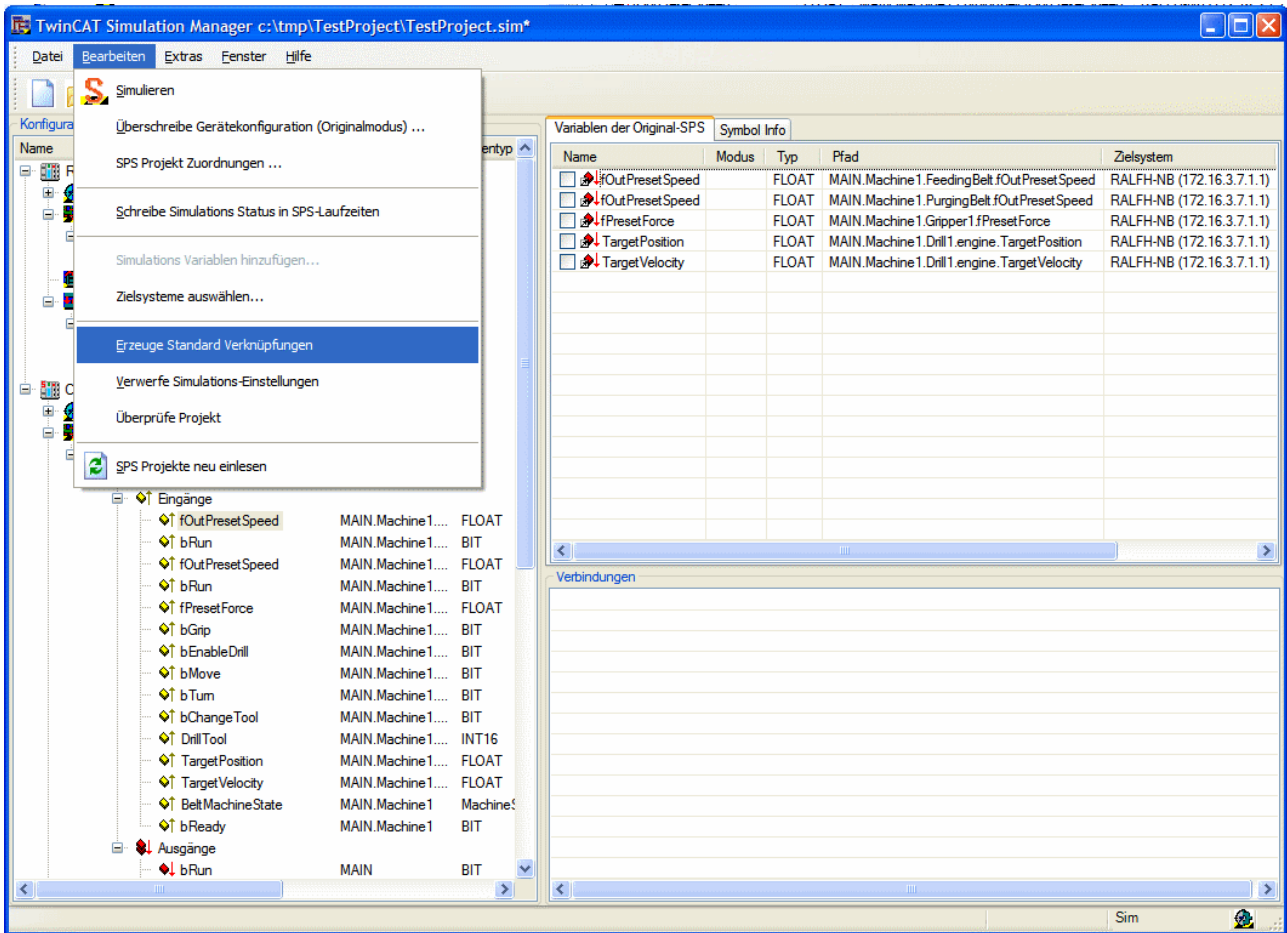 TwinCAT Simulation Manager c:\tmp\TestProject\TestProject.sim*
Datei Bearbeiten Extras Fenster Hilfe
Simulieren
Überschreibe Gerätekonfiguration (Originalmodus) ...
SPS Projekt Zuordnungen ...
Schreibe Simulations Status in SPS-Laufzeiten
Simulations Variablen hinzufügen...
Zielsysteme auswählen...
Erzeuge Standard Verknüpfungen
Verwerfe Simulations-Einstellungen
Überprüfe Projekt
SPS Projekte neu einlesen
Konfigura
Name entyp
R
C
Eingänge
fOutPresetSpeed MAIN.Machine1.... FLOAT
bRun MAIN.Machine1.... BIT
fOutPresetSpeed MAIN.Machine1.... FLOAT
bRun MAIN.Machine1.... BIT
fPresetForce MAIN.Machine1.... FLOAT
bGrip MAIN.Machine1.... BIT
bEnableDrill MAIN.Machine1.... BIT
bMove MAIN.Machine1.... BIT
bTurn MAIN.Machine1.... BIT
bChangeTool MAIN.Machine1.... BIT
DrillTool MAIN.Machine1.... INT16
TargetPosition MAIN.Machine1.... FLOAT
TargetVelocity MAIN.Machine1.... FLOAT
BeltMachineState MAIN.Machine1 MachineS
bReady MAIN.Machine1 BIT
Ausgänge
bRun MAIN BIT
Variablen der Original-SPS Symbol Info
Name Modus Typ Pfad Zielsystem
fOutPresetSpeed FLOAT MAIN.Machine1.FeedingBelt.fOutPresetSpeed RALFH-NB (172.16.3.7.1.1)
fOutPresetSpeed FLOAT MAIN.Machine1.PurgingBelt.fOutPresetSpeed RALFH-NB (172.16.3.7.1.1)
fPresetForce FLOAT MAIN.Machine1.Gripper1.fPresetForce RALFH-NB (172.16.3.7.1.1)
TargetPosition FLOAT MAIN.Machine1.Drill1.engine.TargetPosition RALFH-NB (172.16.3.7.1.1)
TargetVelocity FLOAT MAIN.Machine1.Drill1.engine.TargetVelocity RALFH-NB (172.16.3.7.1.1)
Verbindungen
Sim